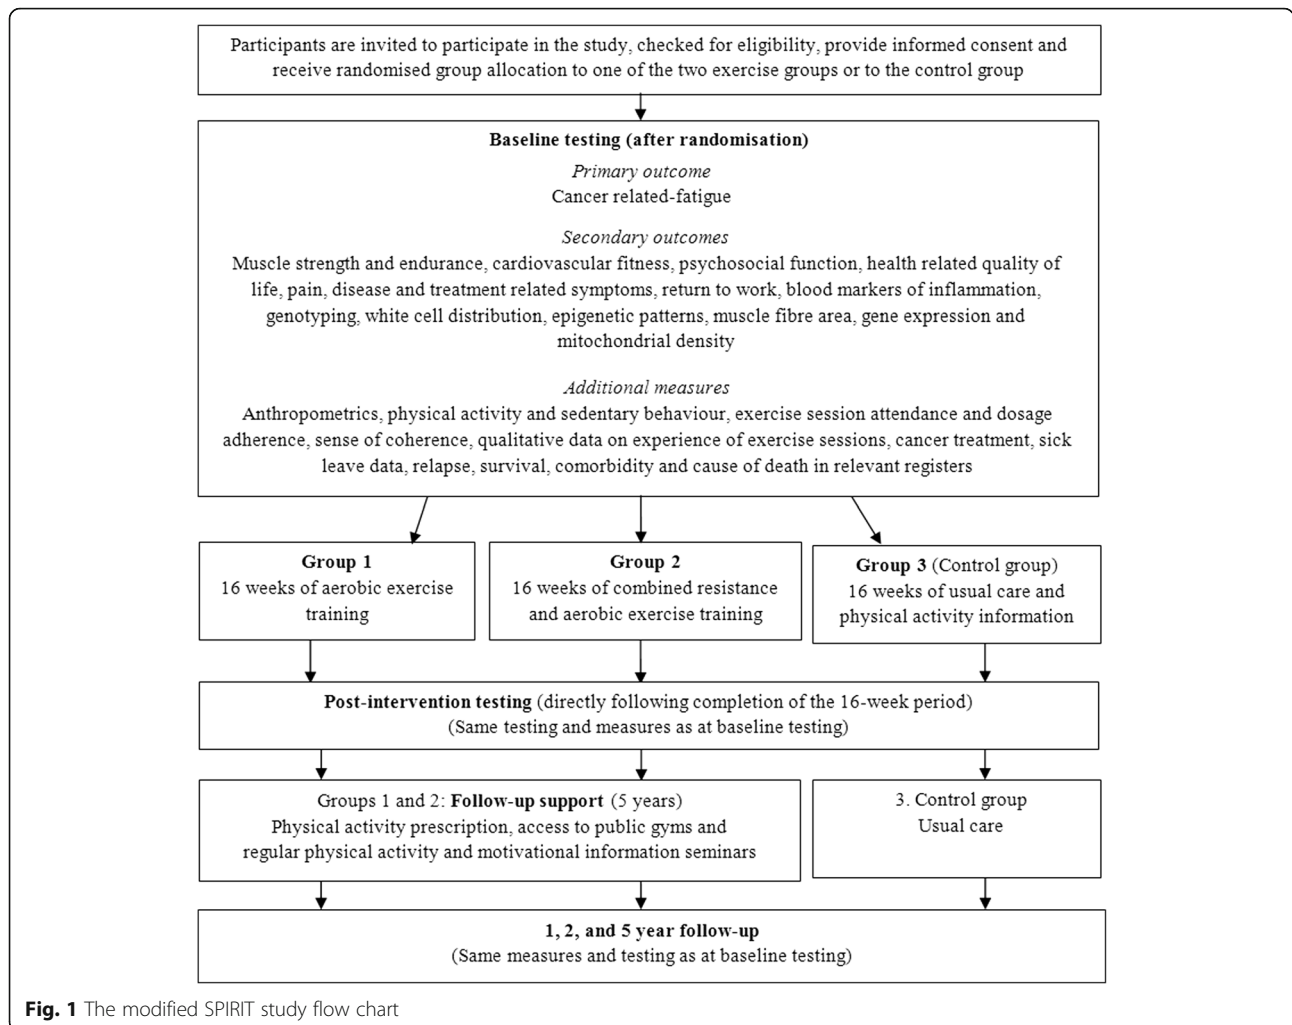 Participants are invited to participate in the study, checked for eligibility, provide informed consent and
receive randomised group allocation to one of the two exercise groups or to the control group
Baseline testing (after randomisation)
Primary outcome
Cancer related-fatigue
Secondary outcomes
Muscle strength and endurance, cardiovascular fitness, psychosocial function, health related quality of
life, pain, disease and treatment related symptoms, return to work, blood markers of inflammation,
genotyping, white cell distribution, epigenetic patterns, muscle fibre area, gene expression and
mitochondrial density
Additional measures
Anthropometrics, physical activity and sedentary behaviour, exercise session attendance and dosage
adherence, sense of coherence, qualitative data on experience of exercise sessions, cancer treatment, sick
leave data, relapse, survival, comorbidity and cause of death in relevant registers
Group 1
16 weeks of aerobic exercise
training
Group 2
16 weeks of combined resistance
and aerobic exercise training
Group 3 (Control group)
16 weeks of usual care and
physical activity information
Post-intervention testing (directly following completion of the 16-week period)
(Same testing and measures as at baseline testing)
Groups 1 and 2: Follow-up support (5 years)
Physical activity prescription, access to public gyms and
regular physical activity and motivational information seminars
3. Control group
Usual care
1, 2, and 5 year follow-up
(Same measures and testing as at baseline testing)
Fig. 1 The modified SPIRIT study flow chart